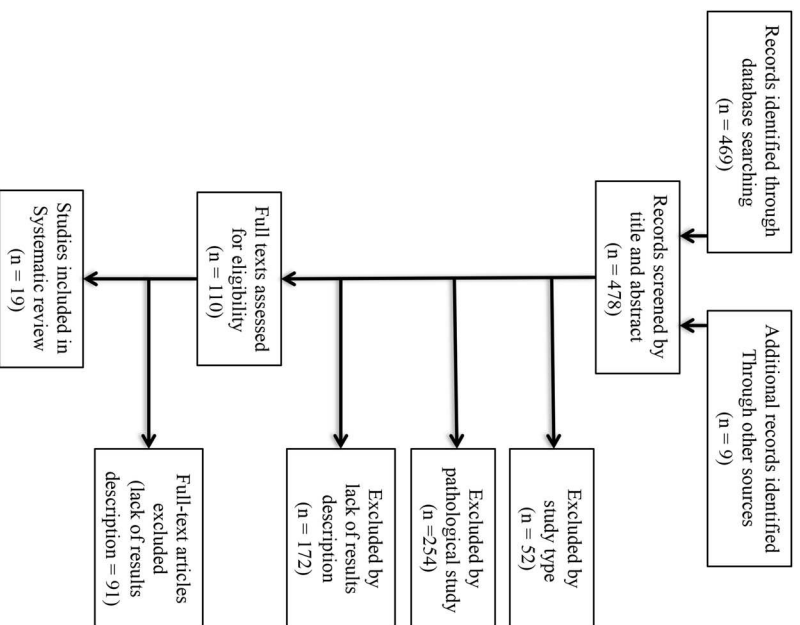 Records identified through
database searching
(n = 469)
Additional records identified
Through other sources
(n = 9)
Records screened by
title and abstract
(n = 478)
Excluded by
study type
(n = 52)
Excluded by
pathological study
(n =254)
Excluded by
lack of results
description
(n = 172)
Full texts assessed
for eligibility
(n = 110)
Full-text articles
excluded
(lack of results
description = 91)
Studies included in
Systematic review
(n = 19)